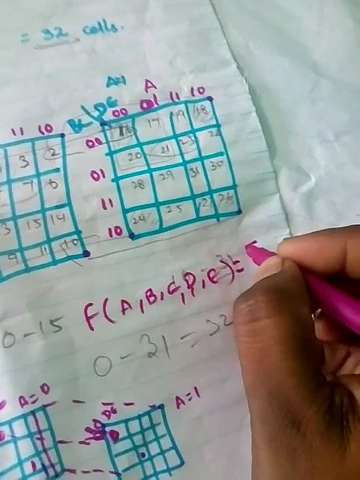 = 32 cells.
A
BC DE 00 01 11 10
11 10
00 16 17 19 18
3 2
01 20 21 23
7 6
11 28 29 31 30
15 14
10 24 25 27 26
9 11 10
0-15 F(A,B,C,D,E)=
0-31=32
A=0 DE A=1